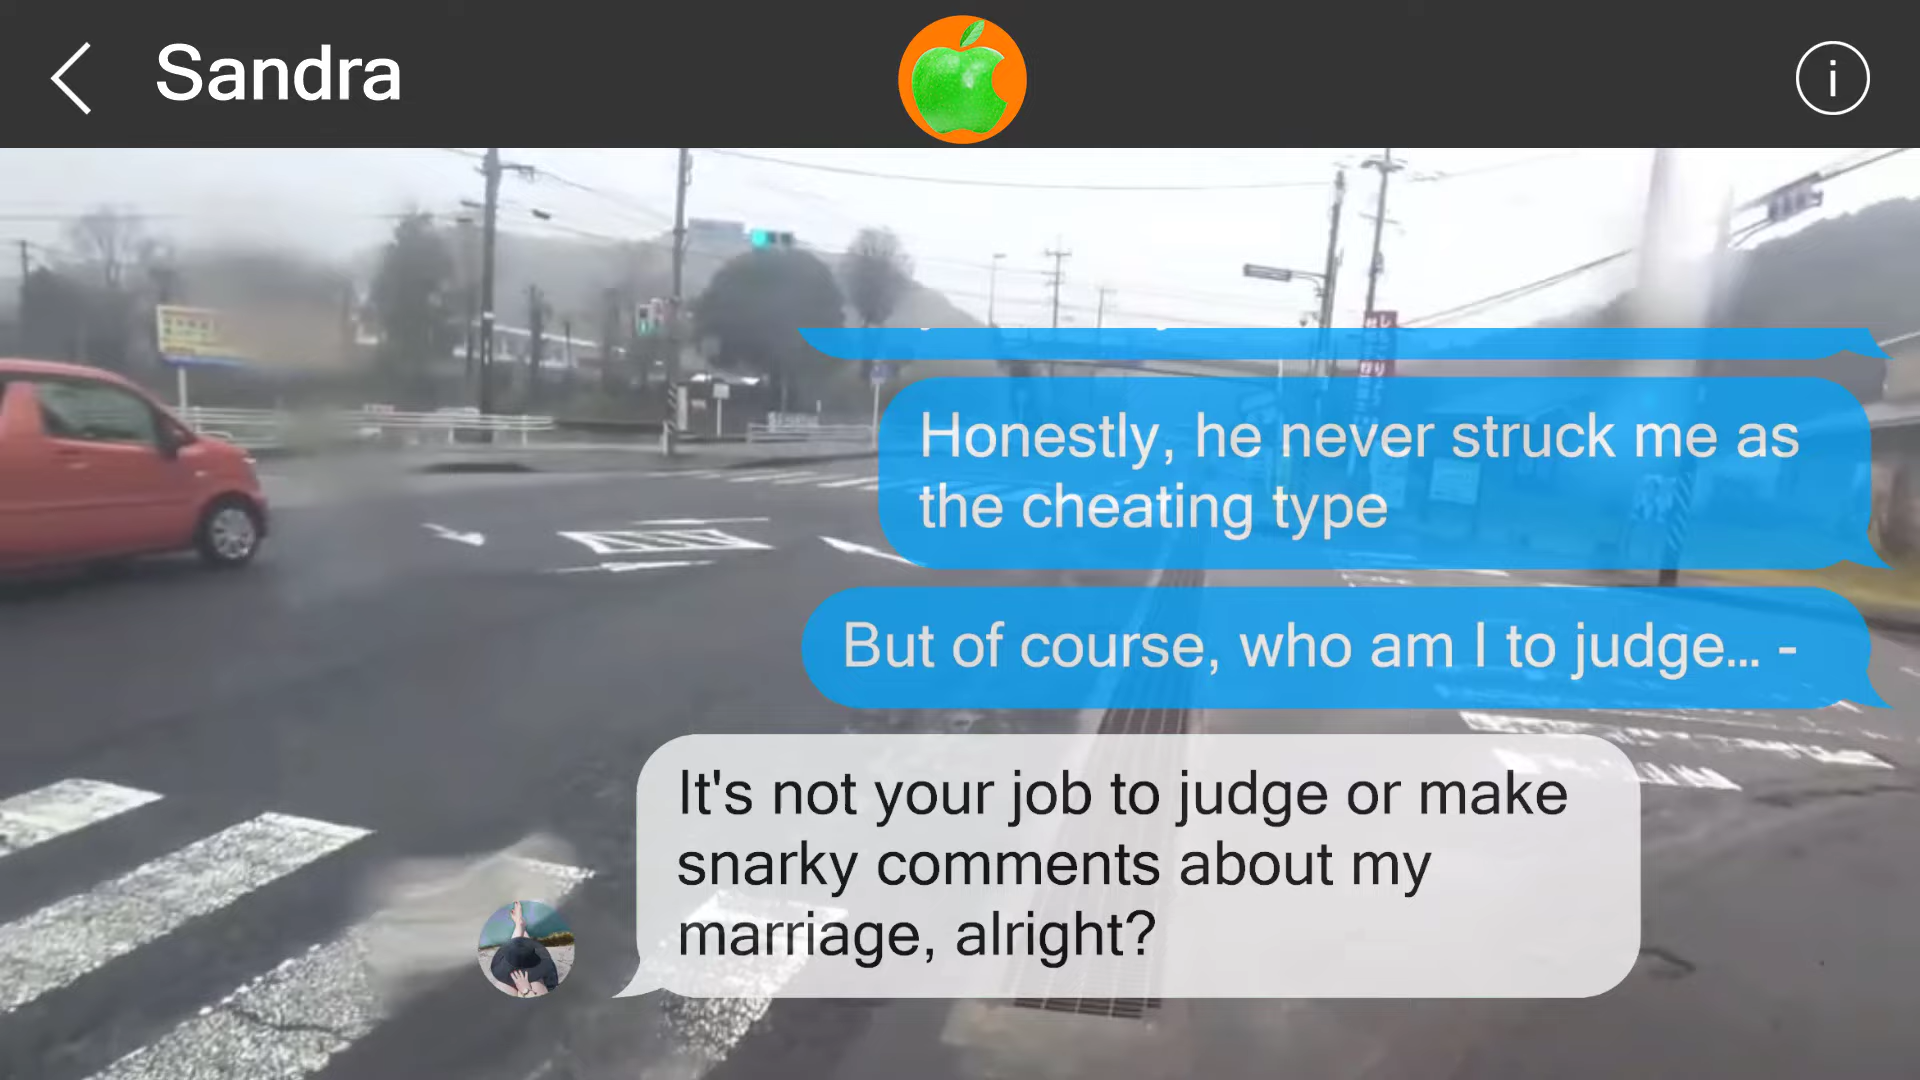 Sandra
i
Honestly, he never struck me as
the cheating type
But of course, who am I to judge... -
It's not your job to judge or make
snarky comments about my
marriage, alright?